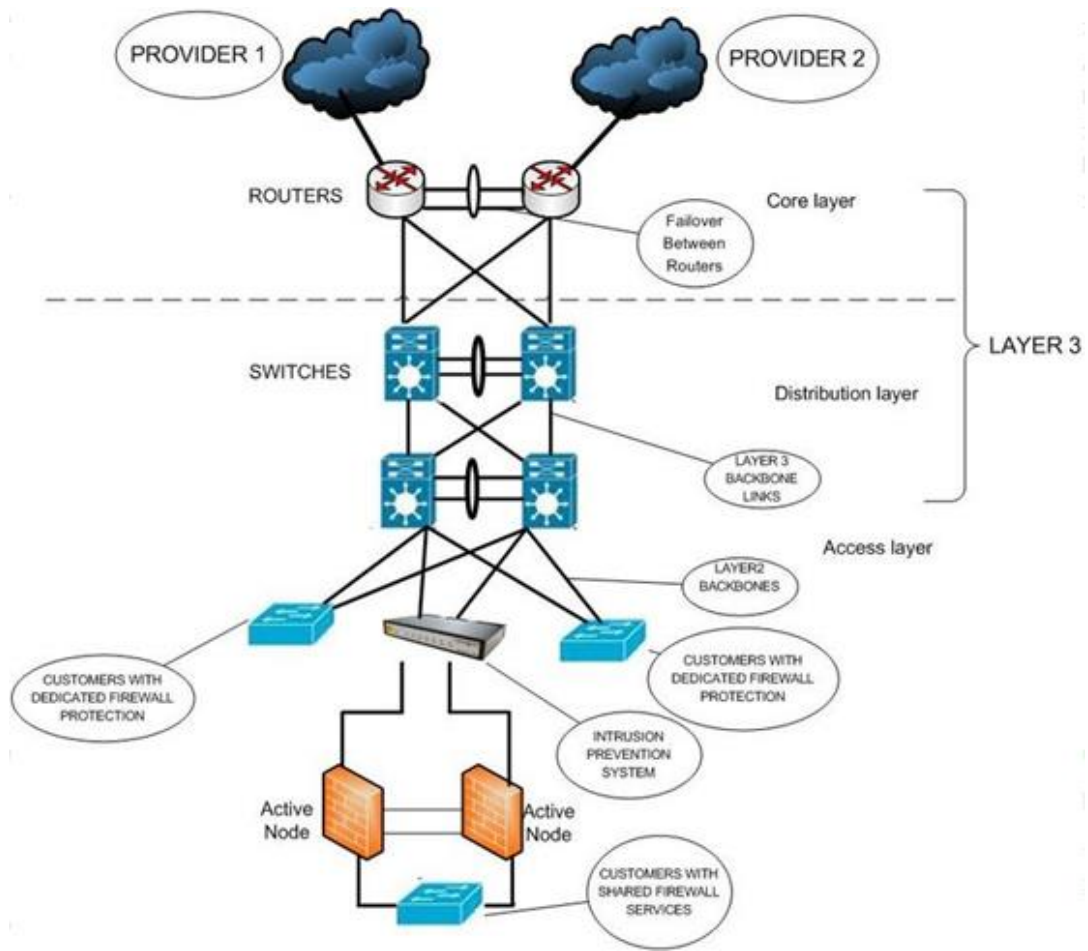 PROVIDER 1
PROVIDER 2
ROUTERS
Core layer
Failover
Between
Routers
SWITCHES
LAYER 3
Distribution layer
LAYER 3
BACKBONE
LINKS
Access layer
LAYER2
BACKBONES
CUSTOMERS WITH
DEDICATED FIREWALL
PROTECTION
CUSTOMERS WITH
DEDICATED FIREWALL
PROTECTION
INTRUSION
PREVENTION
SYSTEM
Active
Node
Active
Node
CUSTOMERS WITH
SHARED FIREWALL
SERVICES